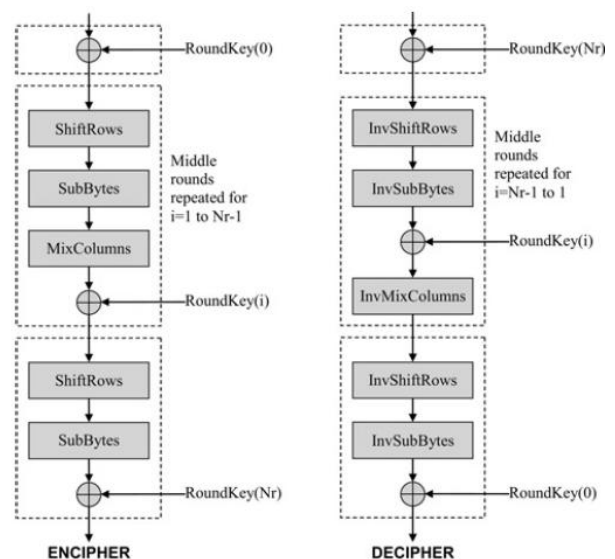 RoundKey(0)
ShiftRows
SubBytes
MixColumns
Middle
rounds
repeated for
i=1 to Nr-1
RoundKey(i)
ShiftRows
SubBytes
RoundKey(Nr)
ENCIPHER
RoundKey(Nr)
InvShiftRows
InvSubBytes
Middle
rounds
repeated for
i=Nr-1 to 1
RoundKey(i)
InvMixColumns
InvShiftRows
InvSubBytes
RoundKey(0)
DECIPHER